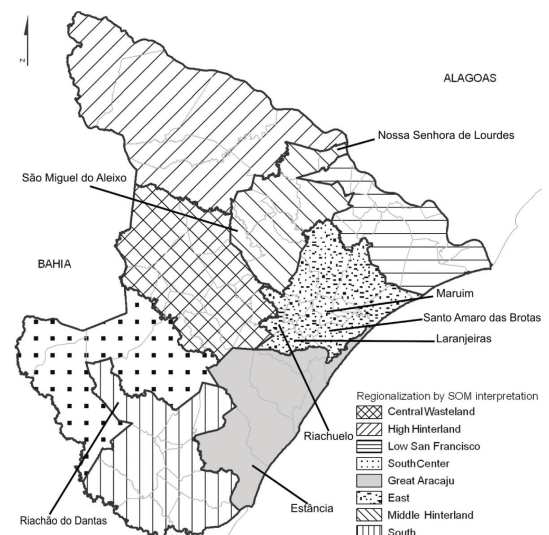 z
ALAGOAS
Nossa Senhora de Lourdes
São Miguel do Aleixo
BAHIA
Maruim
Santo Amaro das Brotas
Laranjeiras
Riachuelo
Estância
Riachão do Dantas
Regionalization by SOM interpretation
Central Wasteland
High Hinterland
Low San Francisco
South Center
Great Aracaju
East
Middle Hinterland
South